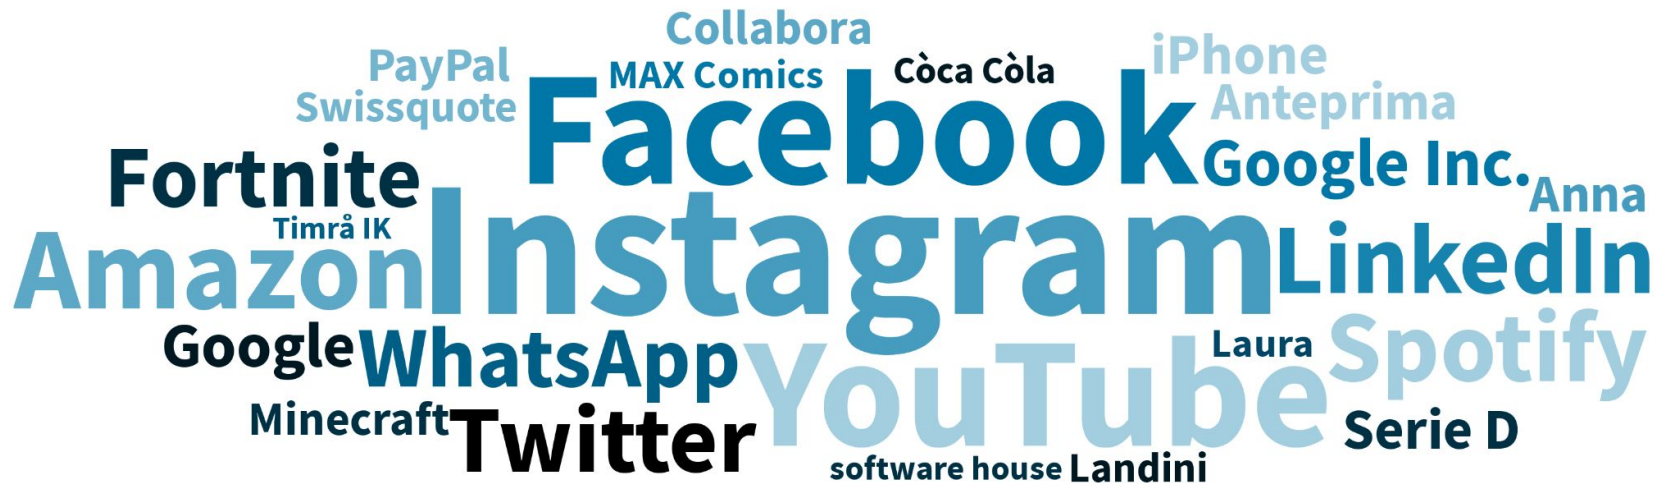 Collabora
PayPal
MAX Comics
Còca Còla
iPhone
Swissquote
Facebook
Anteprima
Fortnite
Google Inc.
Anna
Timrå IK
Amazon
Instagram
LinkedIn
Google
WhatsApp
YouTube
Laura
Spotify
Minecraft
Twitter
Serie D
software house
Landini